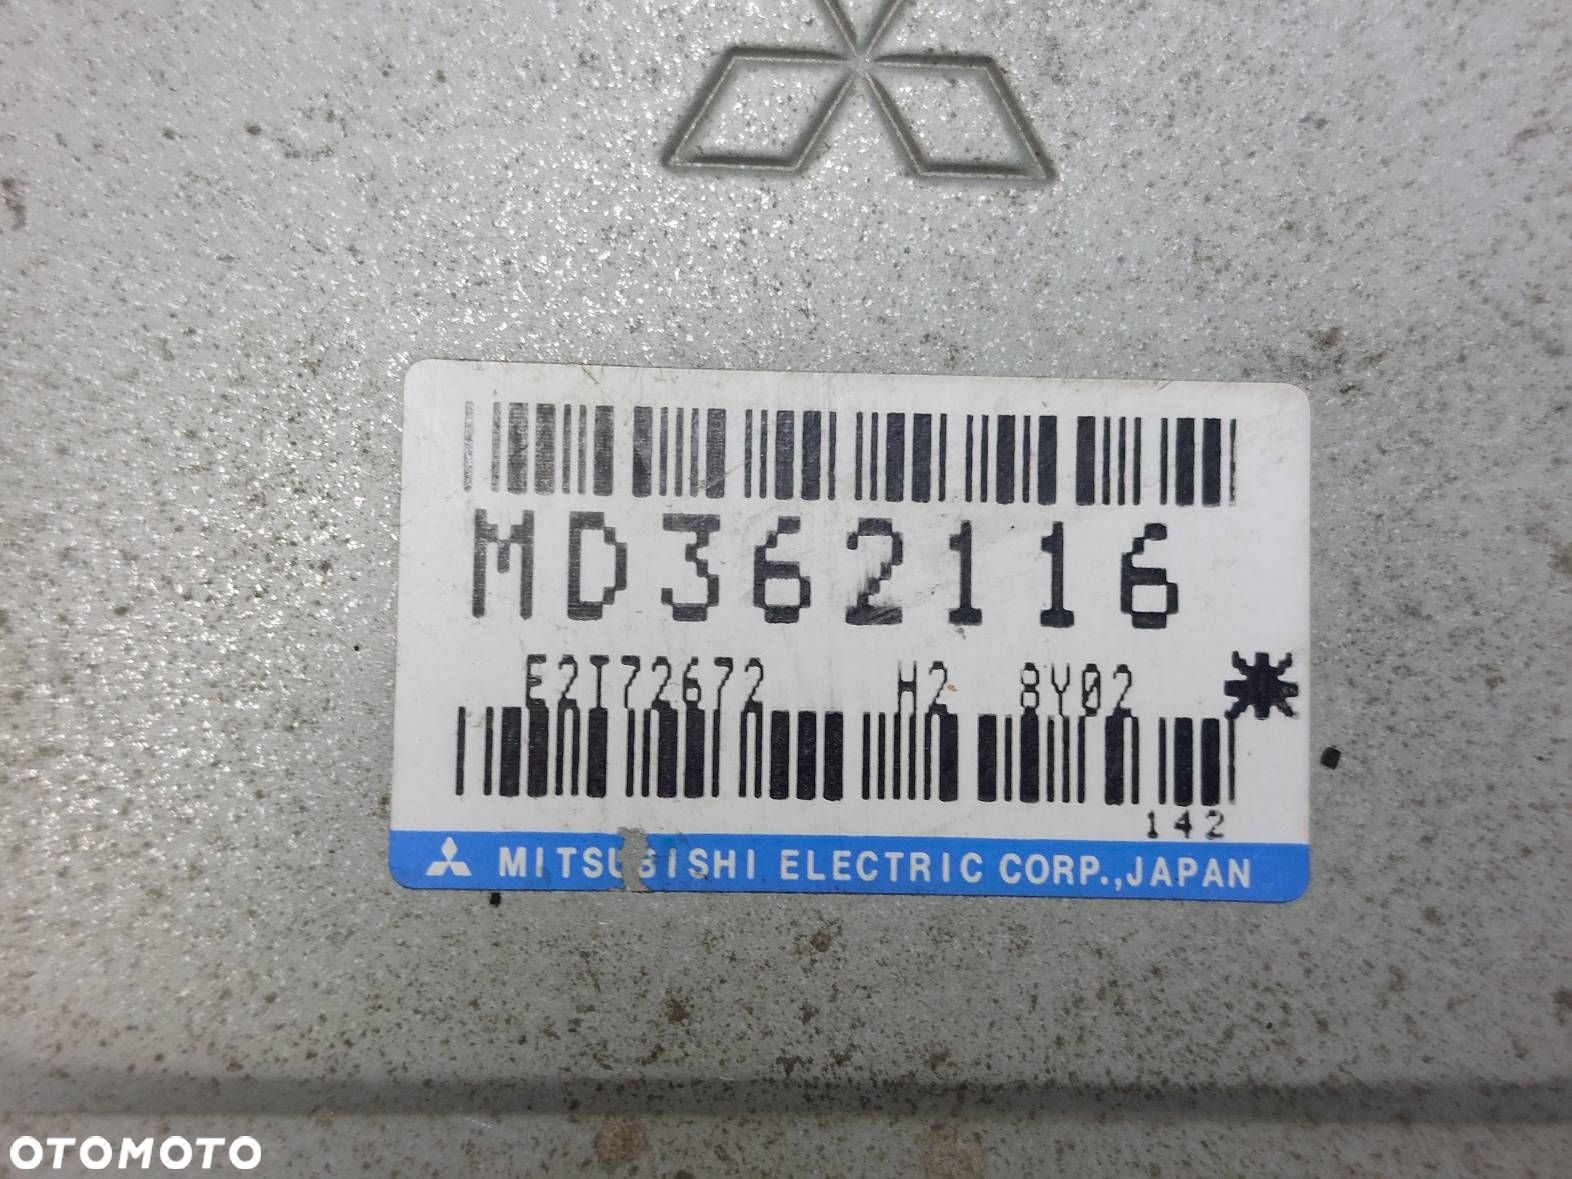 MD362116
E2T72672 H2 8Y02
142
MITSUBISHI ELECTRIC CORP.,JAPAN
OTOMOTO